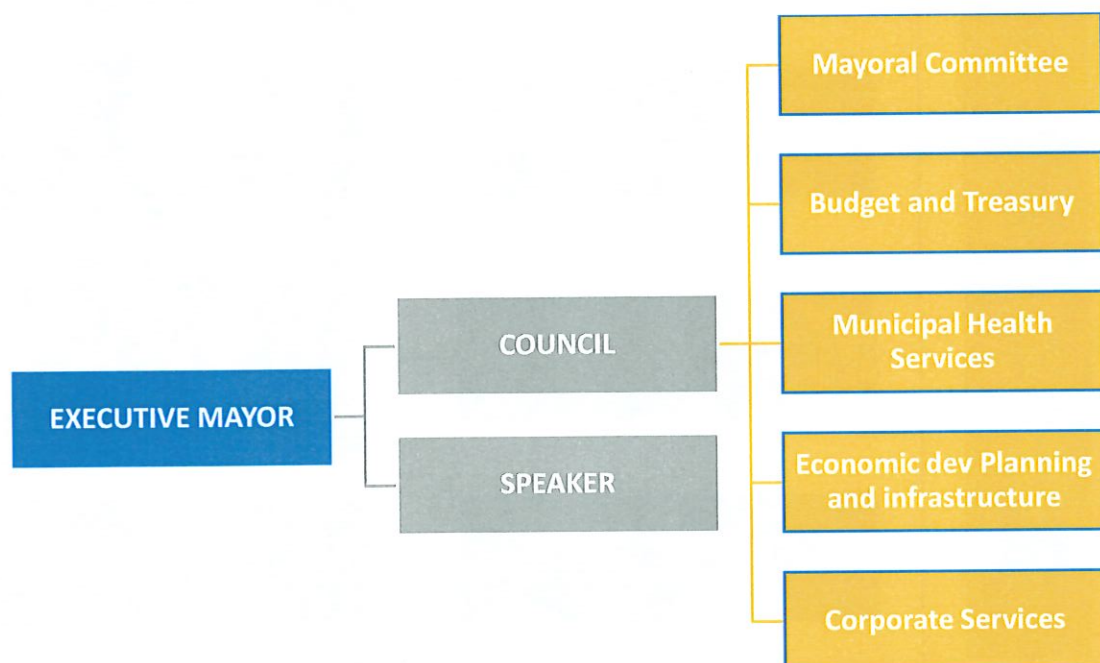 EXECUTIVE MAYOR
COUNCIL
SPEAKER
Mayoral Committee
Budget and Treasury
Municipal Health
Services
Economic dev Planning
and infrastructure
Corporate Services